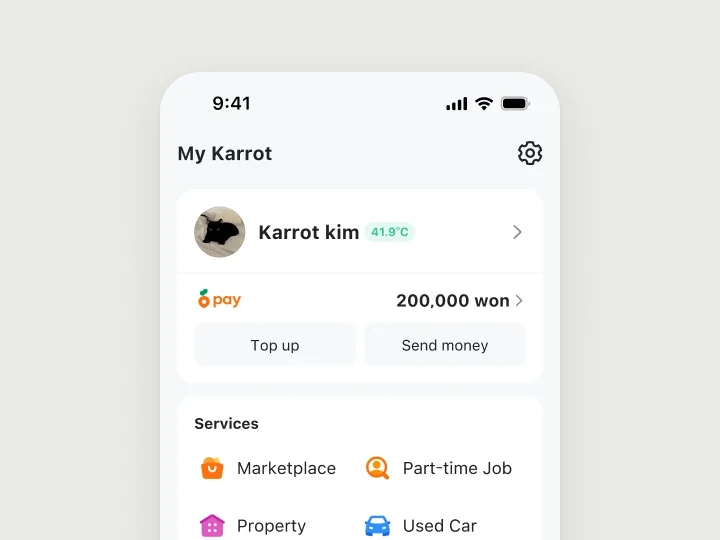 9:41
My Karrot
Karrot kim 41.9°C
pay 200,000 won
Top up Send money
Services
Marketplace Part-time Job
Property Used Car